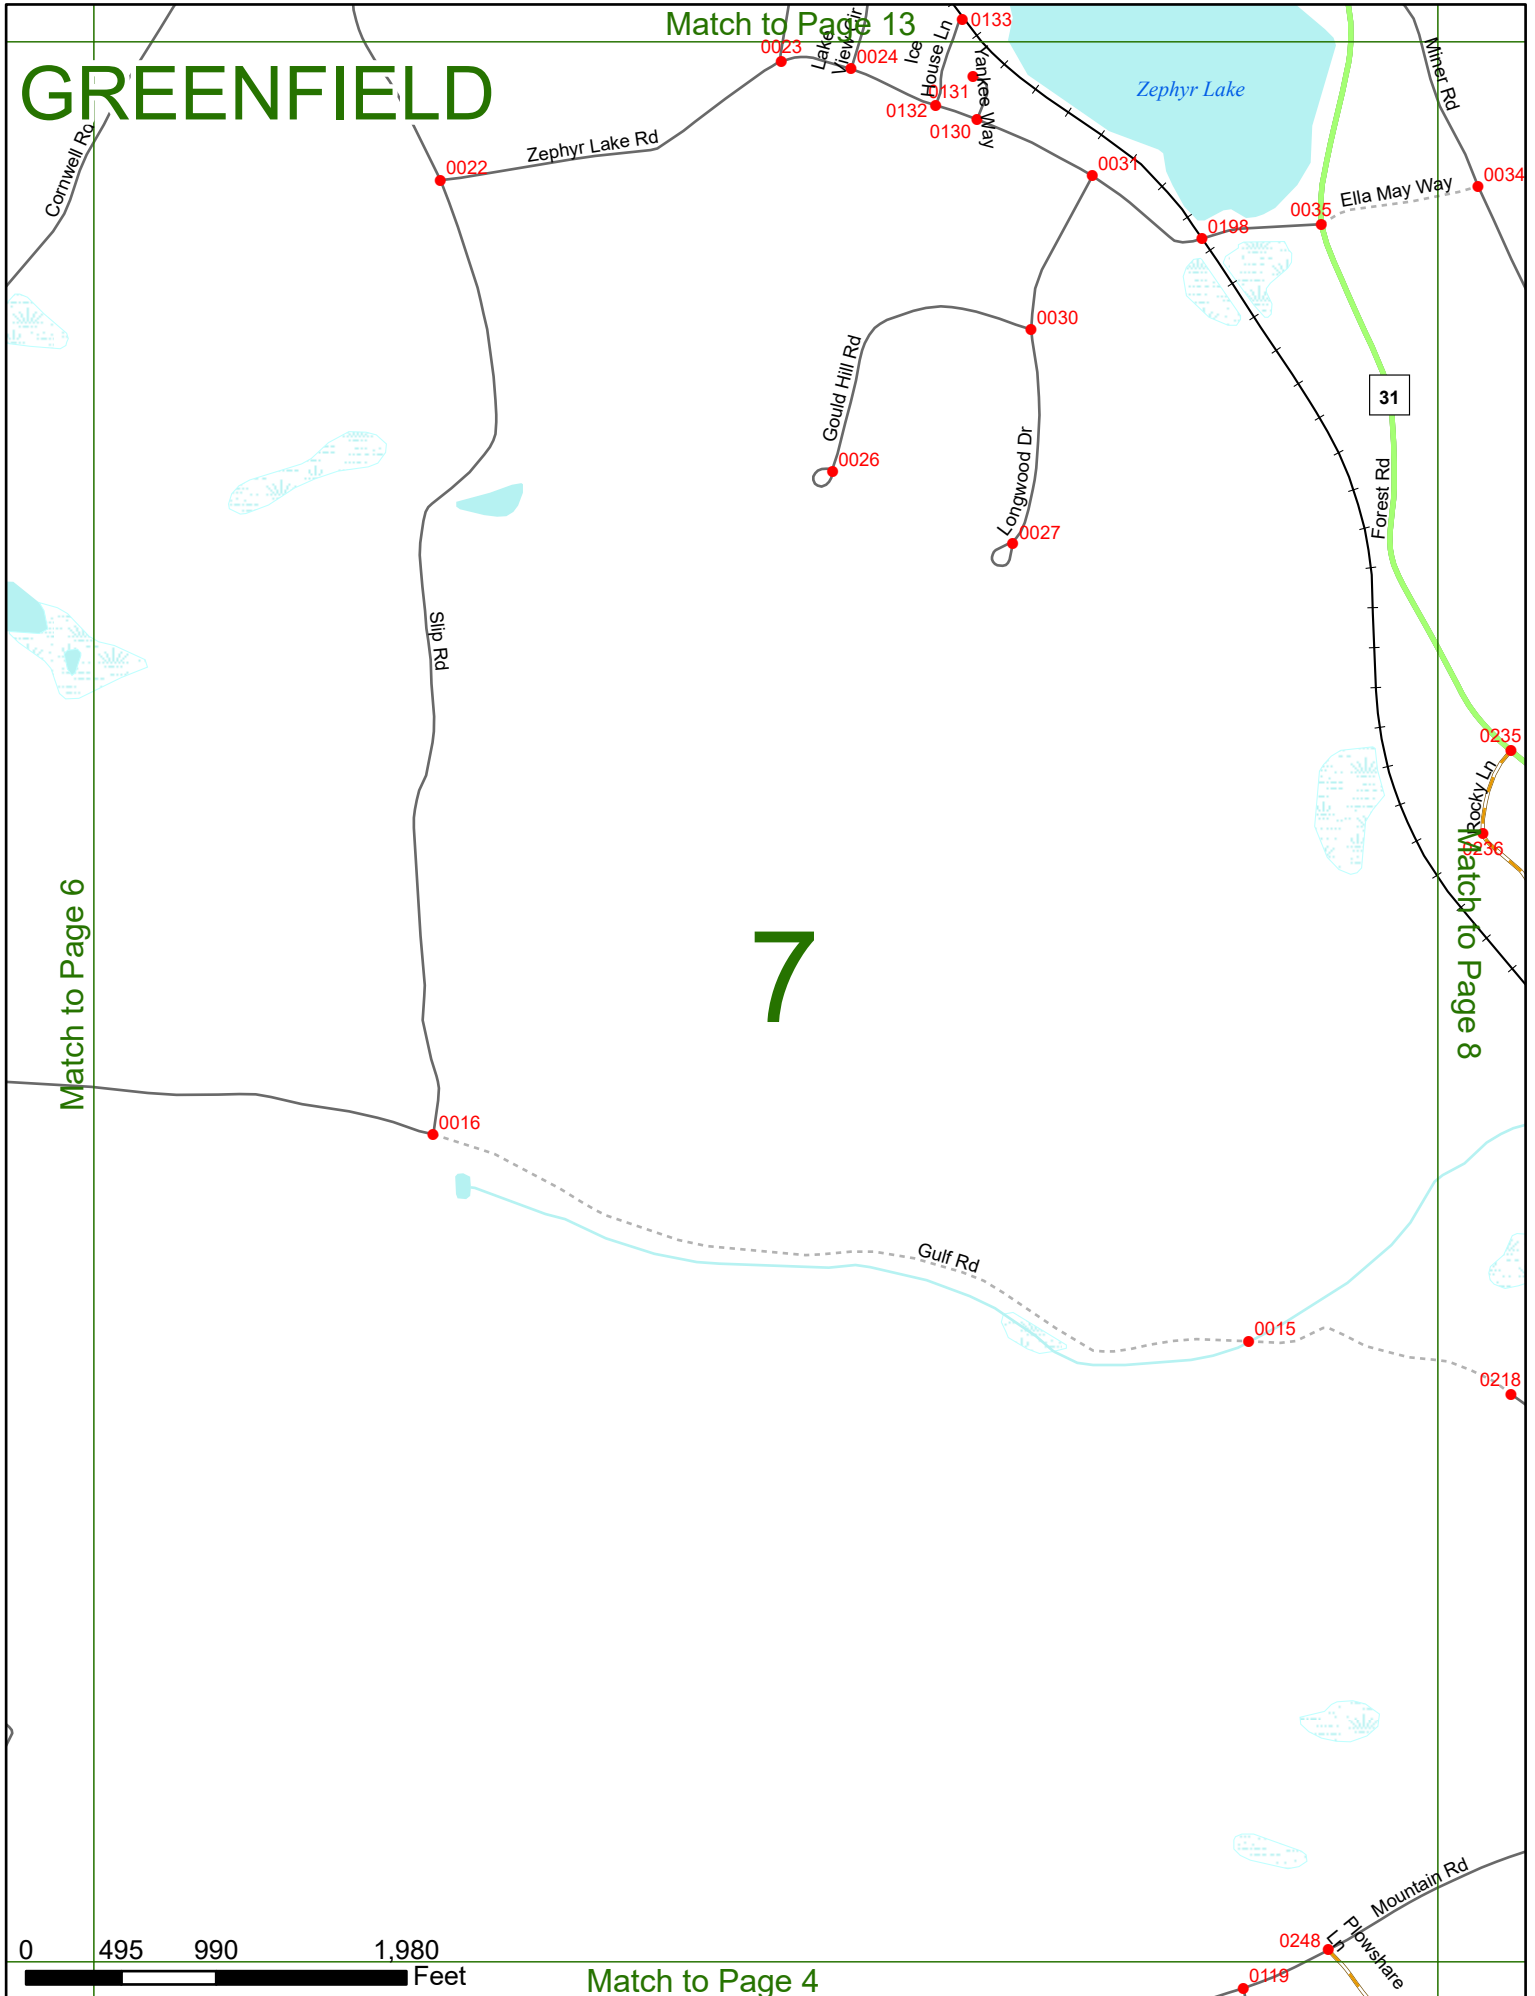 Match to Page 13
GREENFIELD
0133
0023
Lake
View Cir
0024
Ice
House Ln
0131
0132
Yankee Way
0130
Zephyr Lake
Miner Rd
Cornwell Rd
Zephyr Lake Rd
0022
0031
0034
Ella May Way
0035
0198
0030
31
Gould Hill Rd
0026
Longwood Dr
0027
Forest Rd
Slip Rd
0235
Rocky Ln
0236
Match to Page 6
7
Match to Page 8
0016
Gulf Rd
0015
0218
Mountain Rd
0248
Plowshare
Ln
0119
0 495 990 1,980
Feet
Match to Page 4